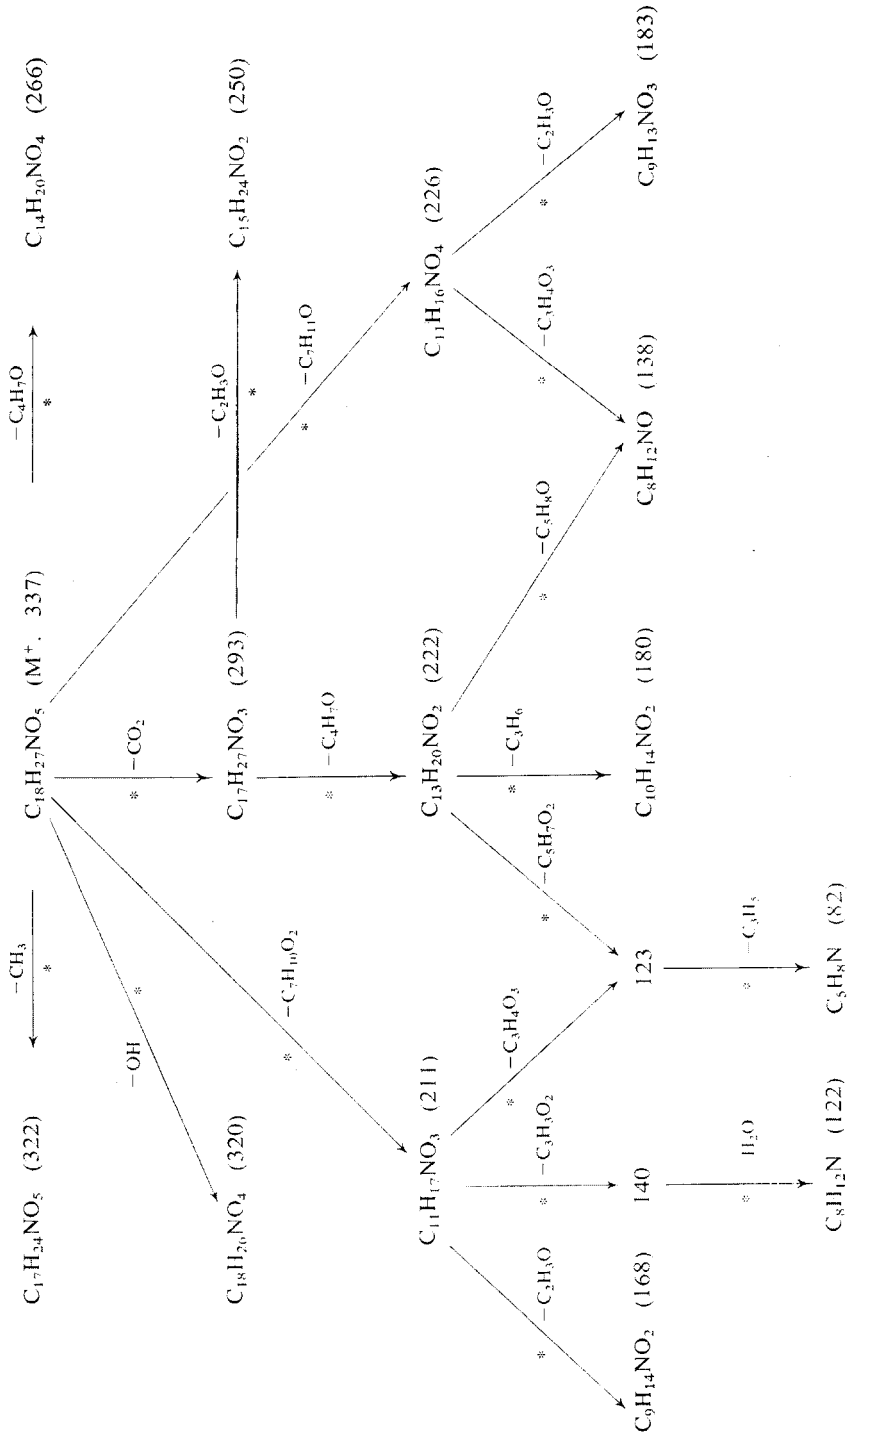 −CH₃ −C₄H₇O
C₁₇H₂₄NO₅ (322) * C₁₈H₂₇NO₅ (M⁺. 337) * C₁₄H₂₀NO₄ (266)
−OH * * −CO₂
−C₂H₃O
C₁₈H₂₆NO₄ (320) C₁₇H₂₇NO₃ (293) * C₁₅H₂₄NO₂ (250)
* −C₇H₁₀O₂ * −C₄H₇O * −C₇H₁₁O
C₁₁H₁₇NO₃ (211) C₁₃H₂₀NO₂ (222) C₁₁H₁₆NO₄ (226)
* −C₂H₃O * −C₃H₃O₂ * −C₃H₄O₃ * −C₅H₇O₂ * −C₃H₆ * −C₅H₈O * −C₃H₄O₃ * −C₂H₃O
C₉H₁₄NO₂ (168) 140 123 C₁₀H₁₄NO₂ (180) C₈H₁₂NO (138) C₉H₁₃NO₃ (183)
* H₂O * −C₃H₅
C₈H₁₂N (122) C₅H₈N (82)